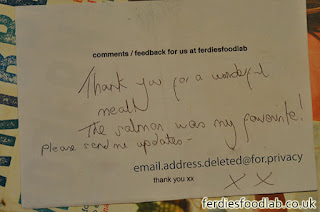 comments / feedback for us at ferdiesfoodlab
Thank you for a wonderful
meal!
The salmon was my favourite!
please send me updates-
email.address.deleted@for.privacy
thank you xx
x x
ferdiesfoodlab.co.uk